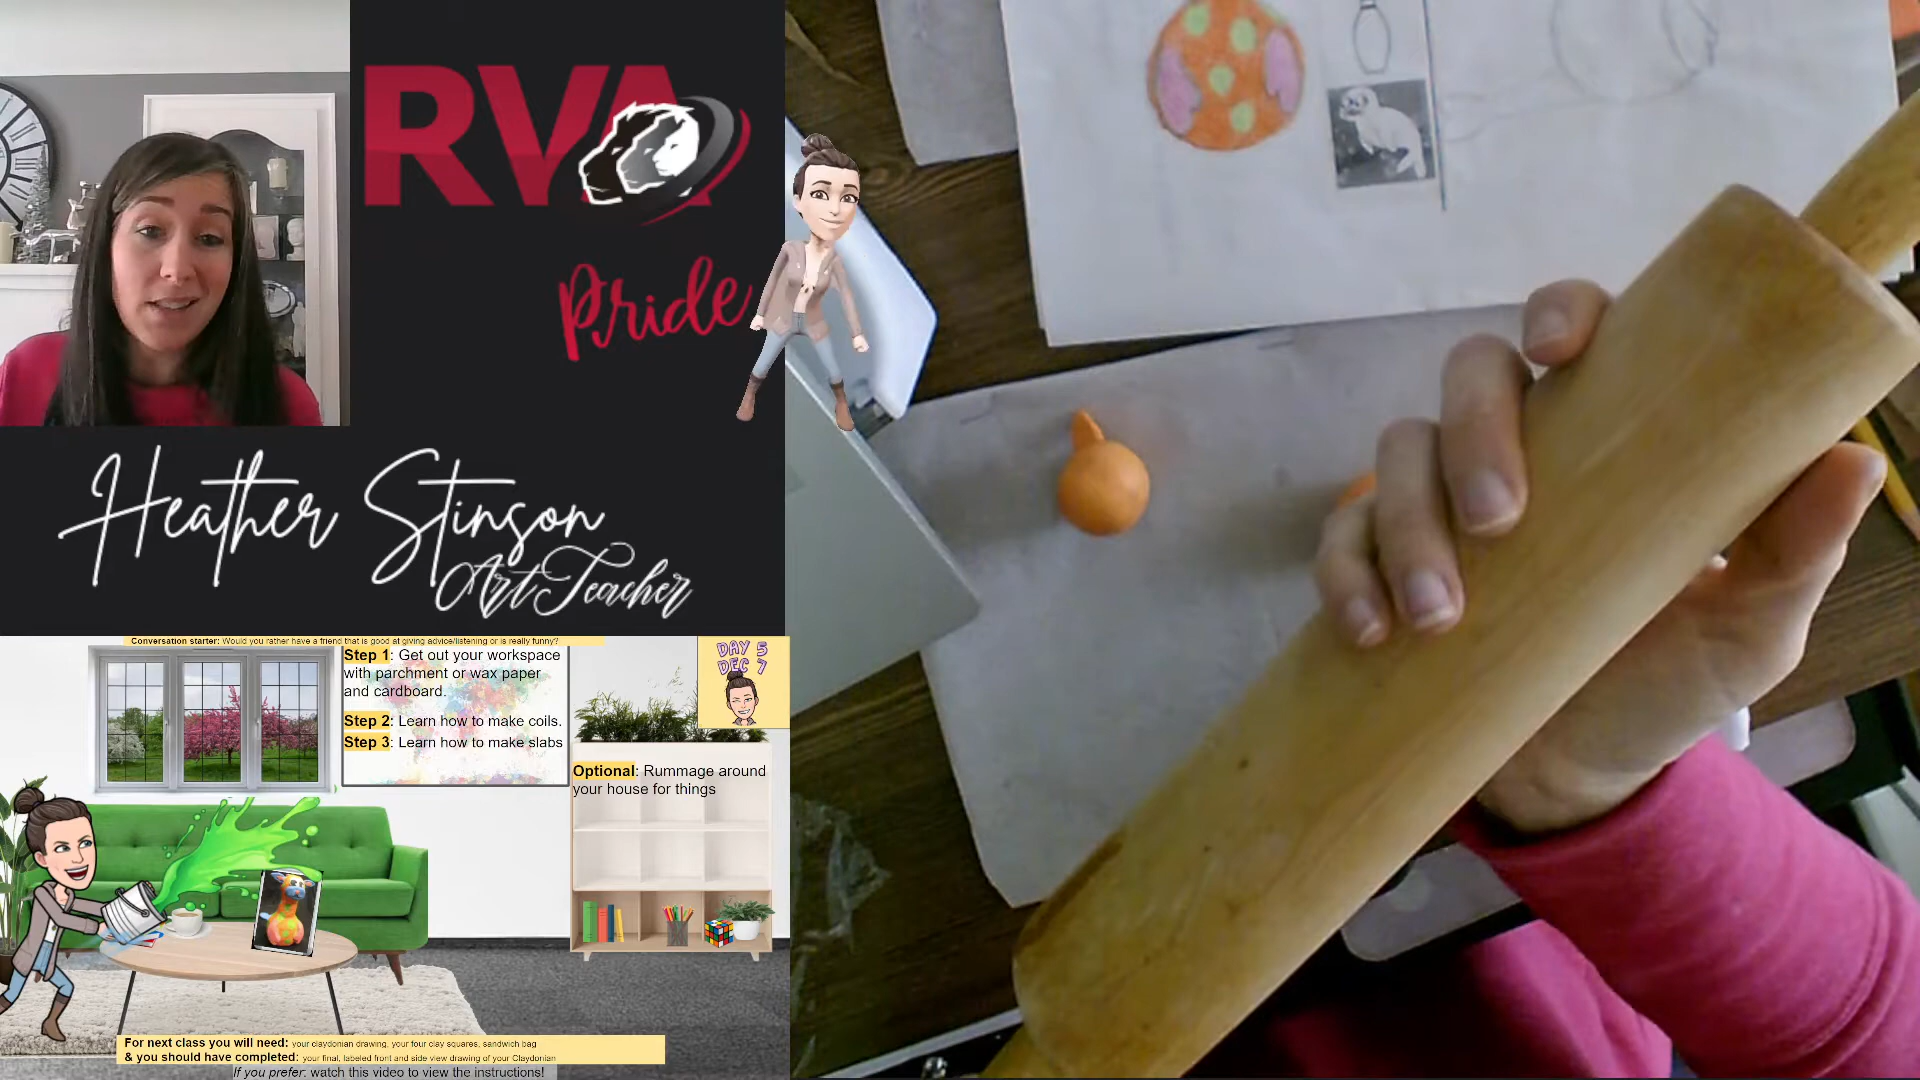 RVA
Pride
Heather Stinson
Art Teacher
Conversation starter: Would you rather have a friend that is good at giving advice/listening or is really funny?
DAY 5
DEC 7
Step 1: Get out your workspace
with parchment or wax paper
and cardboard.
Step 2: Learn how to make coils.
Step 3: Learn how to make slabs
Optional: Rummage around
your house for things
For next class you will need: your claydonian drawing, your four clay squares, sandwich bag
& you should have completed: your final, labeled front and side view drawing of your Claydonian
If you prefer: watch this video to view the instructions!